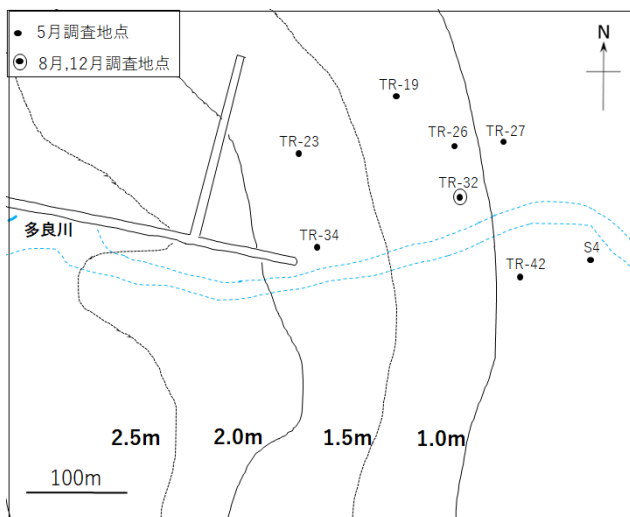 5月調査地点
8月,12月調査地点
N
TR-19
TR-26
TR-27
TR-23
TR-32
多良川
TR-34
S4
TR-42
2.5m
2.0m
1.5m
1.0m
100m